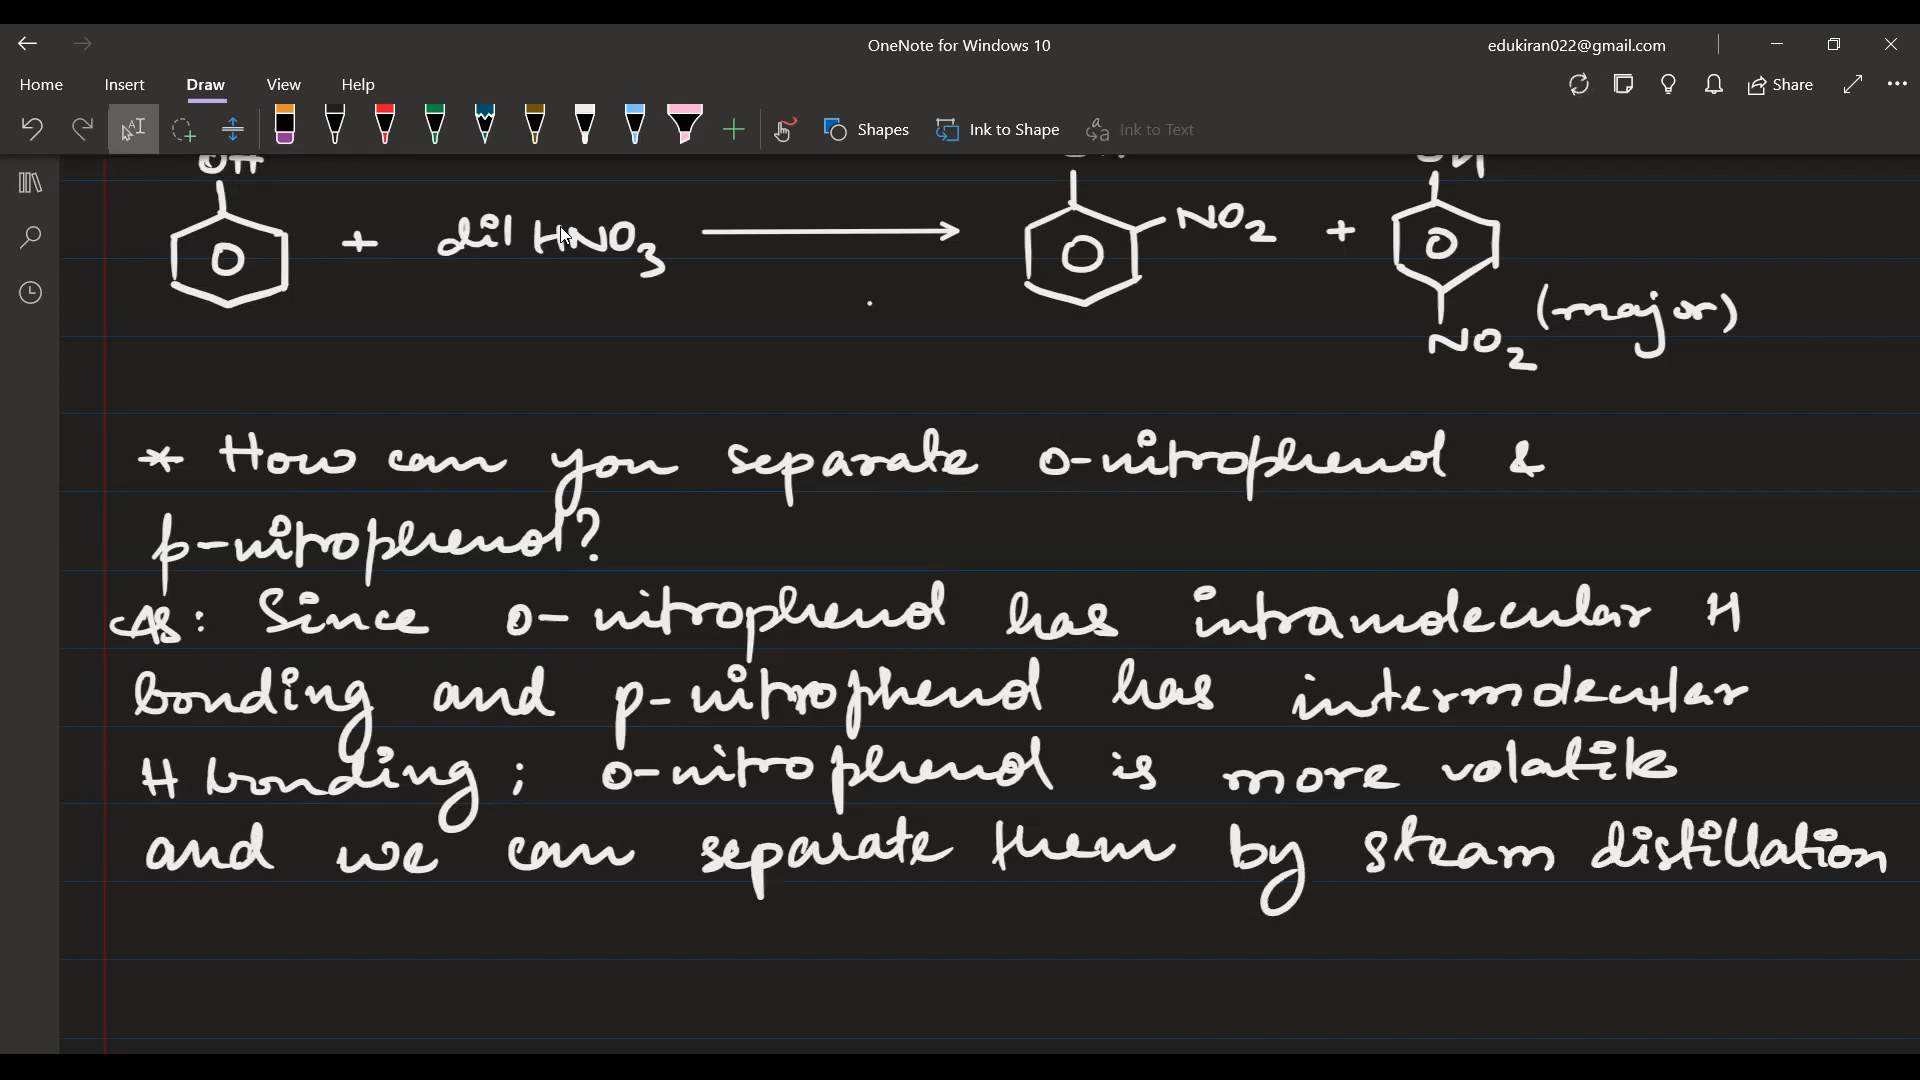 OneNote for Windows 10
edukiran022@gmail.com
Home Insert Draw View Help
Share
Shapes Ink to Shape Ink to Text
OH
+ dil HNO3 → NO2 +
NO2 (major)
* How can you separate o-nitrophenol &
p-nitrophenol?
As: Since o-nitrophenol has intramolecular H
bonding and p-nitrophenol has intermolecular
H bonding; o-nitrophenol is more volatile
and we can separate them by steam distillation